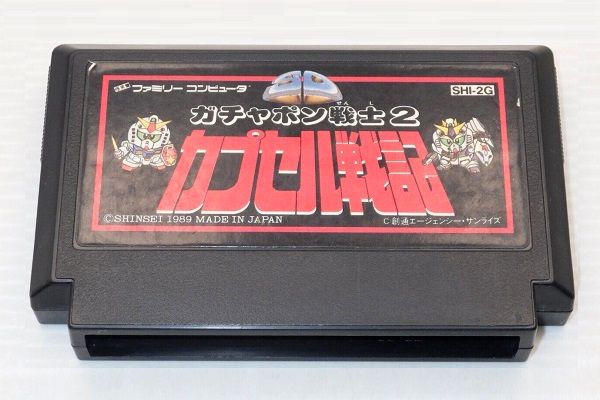 ファミリー コンピュータ
SD
SHI-2G
ガチャポン戦士2
せんし
カプセル戦記
©SHINSEI 1989 MADE IN JAPAN
C創通エージェンシー・サンライズ